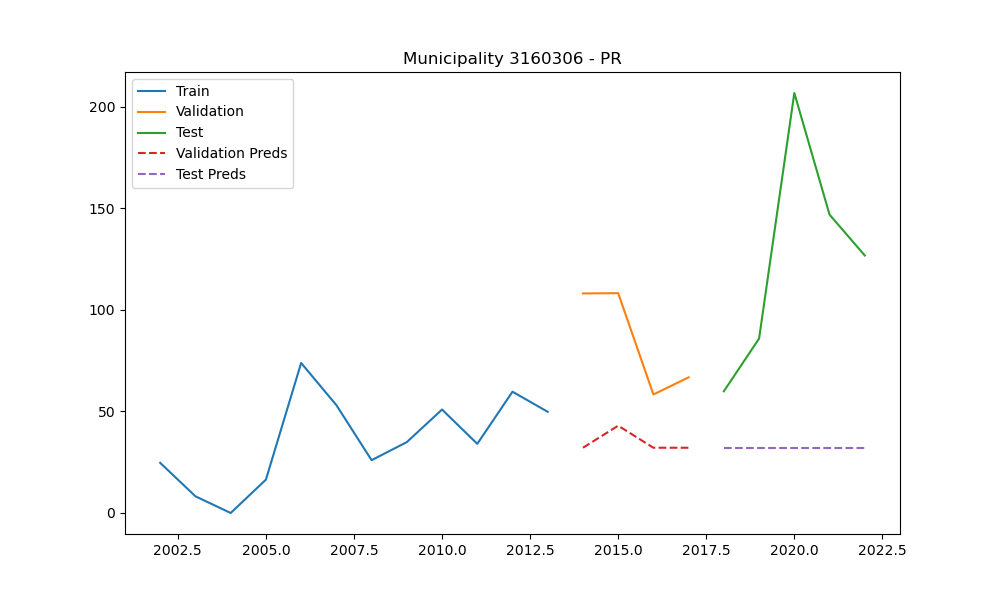 Municipality 3160306 - PR
Train
Validation
Test
Validation Preds
Test Preds
200
150
100
50
0
2002.5 2005.0 2007.5 2010.0 2012.5 2015.0 2017.5 2020.0 2022.5